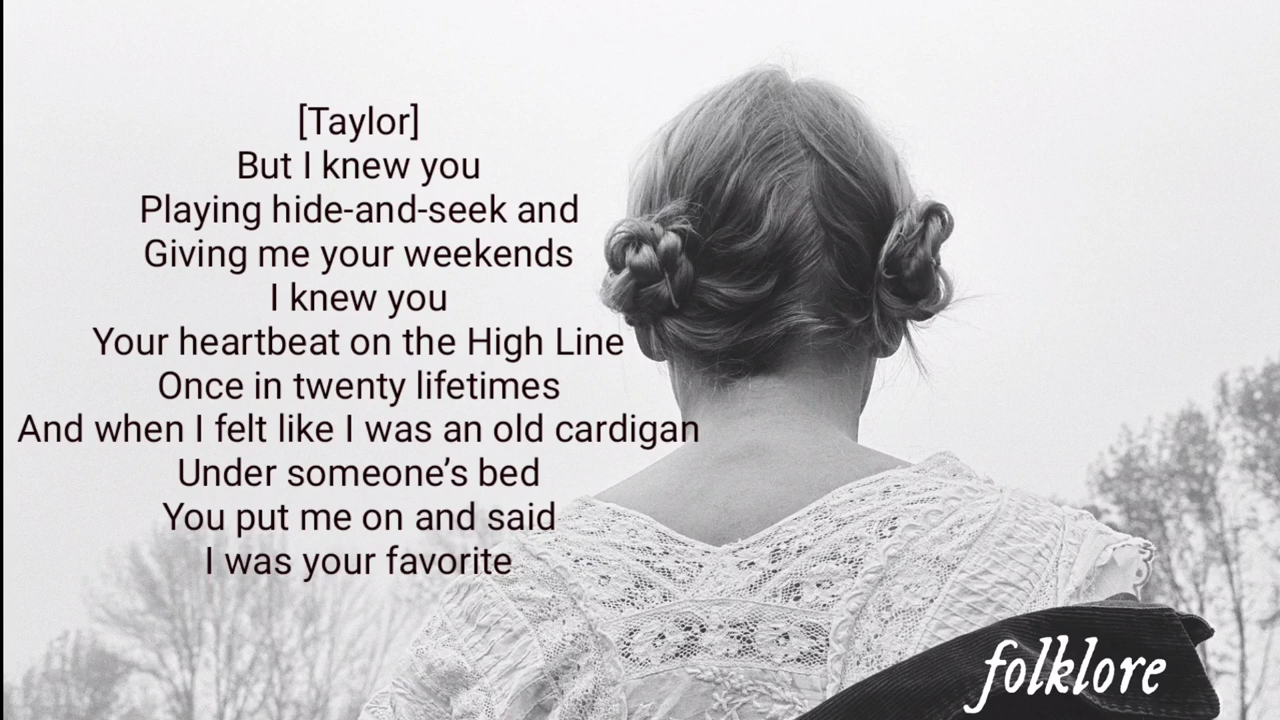 [Taylor]
But I knew you
Playing hide-and-seek and
Giving me your weekends
I knew you
Your heartbeat on the High Line
Once in twenty lifetimes
And when I felt like I was an old cardigan
Under someone’s bed
You put me on and said
I was your favorite
folklore